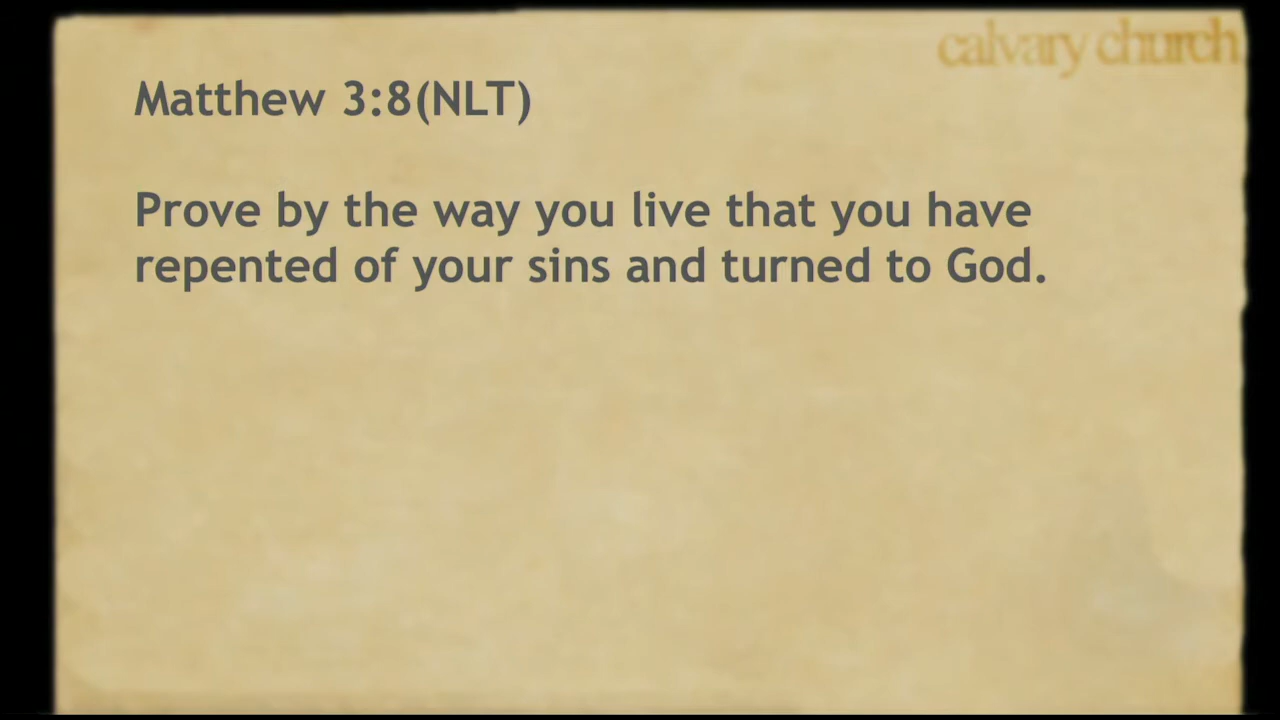 calvary church
Matthew 3:8(NLT)
Prove by the way you live that you have
repented of your sins and turned to God.